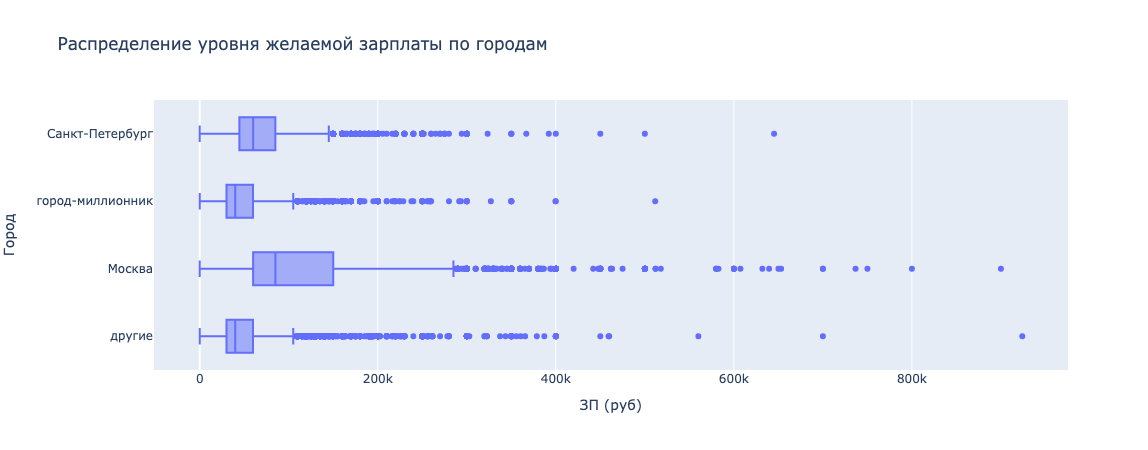 Распределение уровня желаемой зарплаты по городам
Санкт-Петербург
город-миллионник
Москва
другие
Город
0
200k
400k
600k
800k
ЗП (руб)